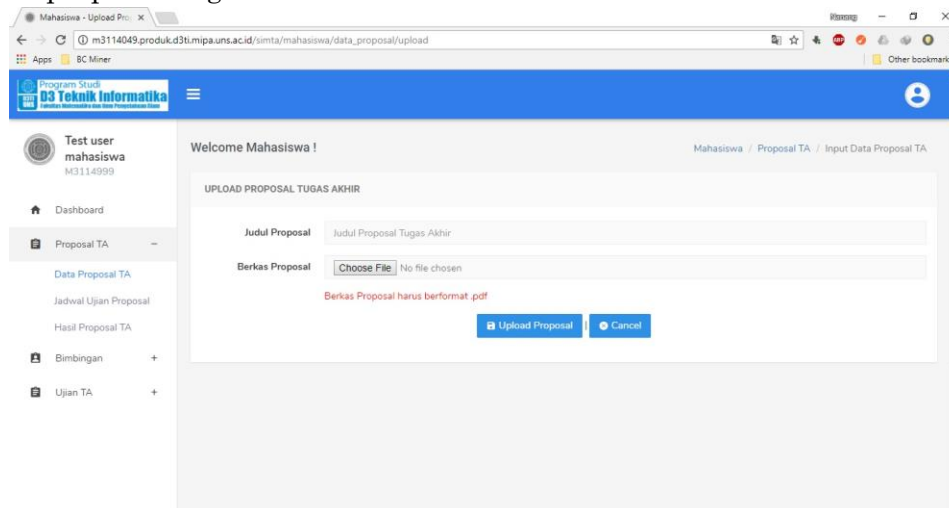 Mahasiswa - Upload Pro
m3114049.produk.d3ti.mipa.uns.ac.id/simta/mahasiswa/data_proposal/upload
Apps
BC Miner
Other bookmark
Program Studi
D3 Teknik Informatika
Test user
mahasiswa
M3114999
Welcome Mahasiswa !
Mahasiswa / Proposal TA / Input Data Proposal TA
UPLOAD PROPOSAL TUGAS AKHIR
Dashboard
Judul Proposal
Judul Proposal Tugas Akhir
Proposal TA
Berkas Proposal
Choose File
No file chosen
Data Proposal TA
Berkas Proposal harus berformat .pdf
Jadwal Ujian Proposal
Upload Proposal | Cancel
Hasil Proposal TA
Bimbingan
Ujian TA